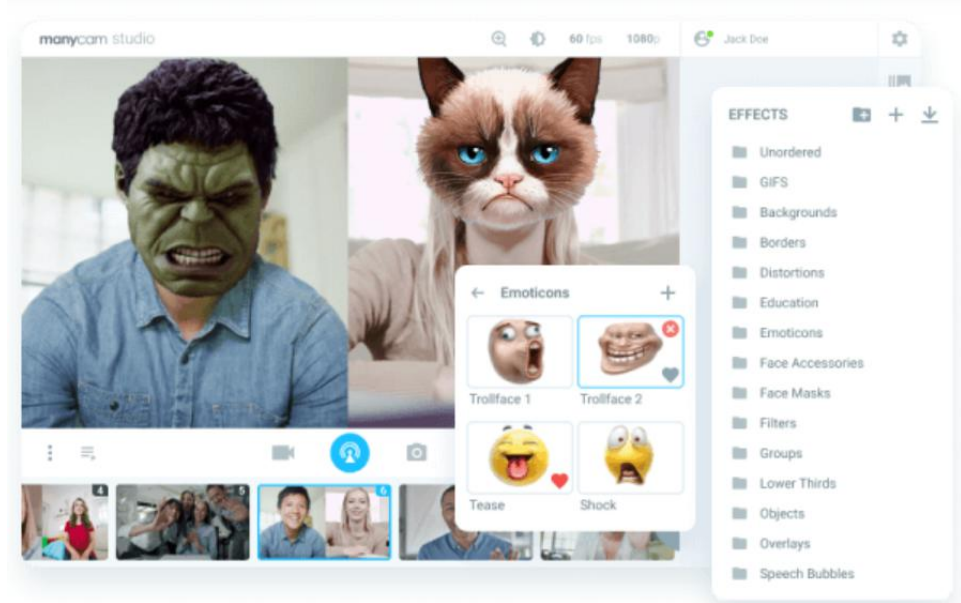 manycam studio
60 fps
1080p
Jack Doe
EFFECTS
Unordered
GIFS
Backgrounds
Borders
Distortions
Education
Emoticons
Face Accessories
Face Masks
Filters
Groups
Lower Thirds
Objects
Overlays
Speech Bubbles
Emoticons
Trollface 1
Trollface 2
Tease
Shock
4
5
6